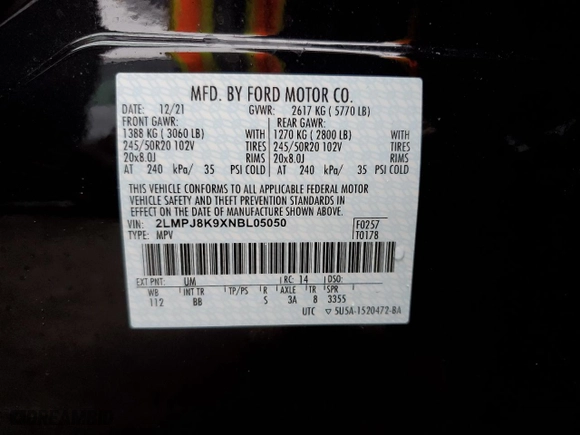 MFD. BY FORD MOTOR CO.
DATE: 12/21 GVWR: 2617 KG ( 5770 LB)
FRONT GAWR: REAR GAWR:
1388 KG ( 3060 LB) WITH 1270 KG ( 2800 LB) WITH
245/50R20 102V TIRES 245/50R20 102V TIRES
20x8.0J RIMS 20x8.0J RIMS
AT 240 kPa/ 35 PSI COLD AT 240 kPa/ 35 PSI COLD
THIS VEHICLE CONFORMS TO ALL APPLICABLE FEDERAL MOTOR
VEHICLE SAFETY AND THEFT PREVENTION STANDARDS IN
EFFECT ON THE DATE OF MANUFACTURE SHOWN ABOVE.
VIN: 2LMPJ8K9XNBL05050 F0257
TYPE: MPV T0178
EXT PNT: UM RC: 14 DSO:
WB INT TR TP/PS R AXLE TR SPR
112 BB S 3A 8 3355
UTC ▽ 5U5A-1520472-BA